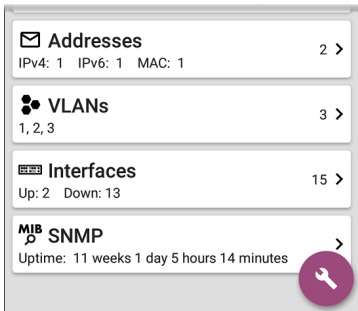 Addresses
2
IPv4: 1 IPv6: 1 MAC: 1
VLANs
3
1, 2, 3
Interfaces
15
Up: 2 Down: 13
MIB
SNMP
Uptime: 11 weeks 1 day 5 hours 14 minutes